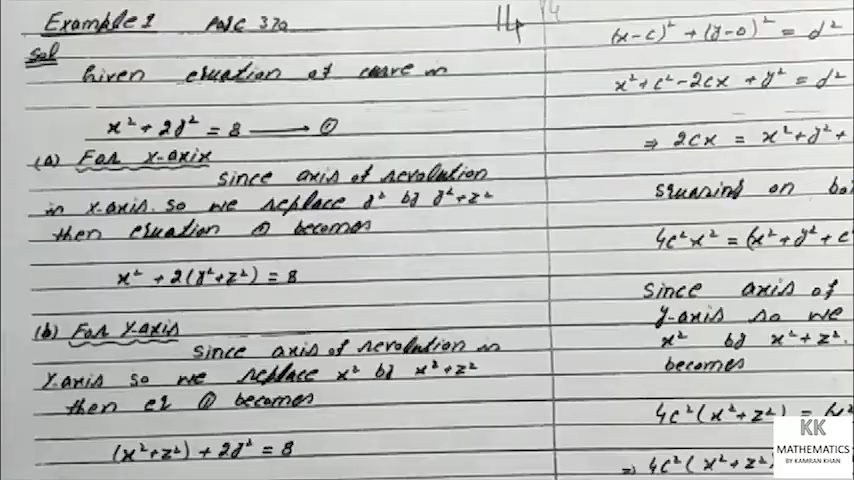 Example 1 Page 379
Sol
Given equation of curve is
x² + 2y² = 8 ⟶ ①
(a) For x-axis
since axis of revolution
is x-axis. so we replace y² by y²+z²
then equation ① becomes
x² + 2(y²+z²) = 8
(b) For Y-axis
since axis of revolution is
Y-axis so we replace x² by x²+z²
then eq ① becomes
(x²+z²) + 2y² = 8
(x-c)² + (y-0)² = d²
x²+c²-2cx + y² = d²
⇒ 2cx = x²+y²+
squaring on bo
4c²x² = (x²+y²+c
since axis of
y-axis so we
x² by x²+z².
becomes
4c²(x²+z²) =
⇒ 4c²(x²+z²
KK
MATHEMATICS
BY KAMRAN KHAN